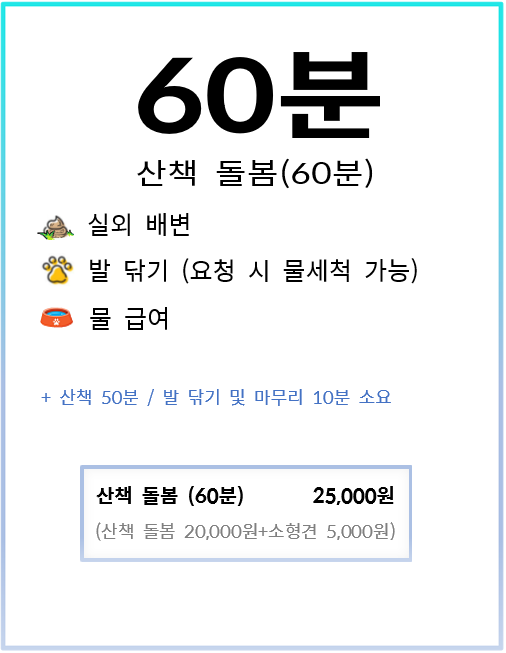 60분
산책 돌봄(60분)
실외 배변
발 닦기 (요청 시 물세척 가능)
물 급여
+ 산책 50분 / 발 닦기 및 마무리 10분 소요
산책 돌봄 (60분) 25,000원
(산책 돌봄 20,000원+소형견 5,000원)